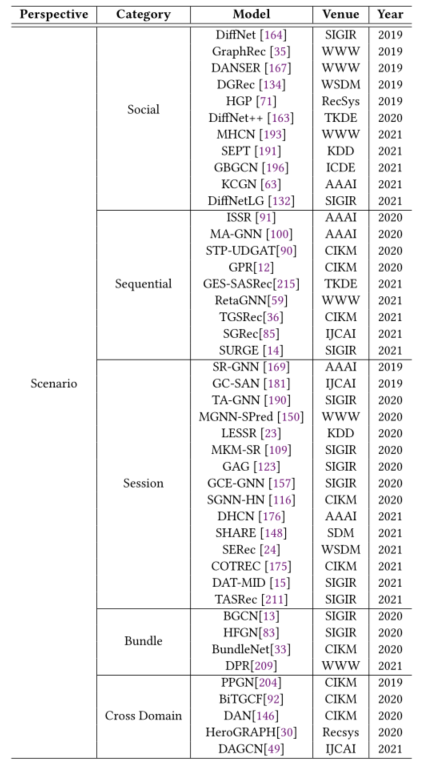 Perspective Category Model Venue Year
Scenario
Social
DiffNet [164] SIGIR 2019
GraphRec [35] WWW 2019
DANSER [167] WWW 2019
DGRec [134] WSDM 2019
HGP [71] RecSys 2019
DiffNet++ [163] TKDE 2020
MHCN [193] WWW 2021
SEPT [191] KDD 2021
GBGCN [196] ICDE 2021
KCGN [63] AAAI 2021
DiffNetLG [132] SIGIR 2021
Sequential
ISSR [91] AAAI 2020
MA-GNN [100] AAAI 2020
STP-UDGAT[90] CIKM 2020
GPR[12] CIKM 2020
GES-SASRec[215] TKDE 2021
RetaGNN[59] WWW 2021
TGSRec[36] CIKM 2021
SGRec[85] IJCAI 2021
SURGE [14] SIGIR 2021
Session
SR-GNN [169] AAAI 2019
GC-SAN [181] IJCAI 2019
TA-GNN [190] SIGIR 2020
MGNN-SPred [150] WWW 2020
LESSR [23] KDD 2020
MKM-SR [109] SIGIR 2020
GAG [123] SIGIR 2020
GCE-GNN [157] SIGIR 2020
SGNN-HN [116] CIKM 2020
DHCN [176] AAAI 2021
SHARE [148] SDM 2021
SERec [24] WSDM 2021
COTREC [175] CIKM 2021
DAT-MID [15] SIGIR 2021
TASRec [211] SIGIR 2021
Bundle
BGCN[13] SIGIR 2020
HFGN[83] SIGIR 2020
BundleNet[33] CIKM 2020
DPR[209] WWW 2021
Cross Domain
PPGN[204] CIKM 2019
BiTGCF[92] CIKM 2020
DAN[146] CIKM 2020
HeroGRAPH[30] Recsys 2020
DAGCN[49] IJCAI 2021